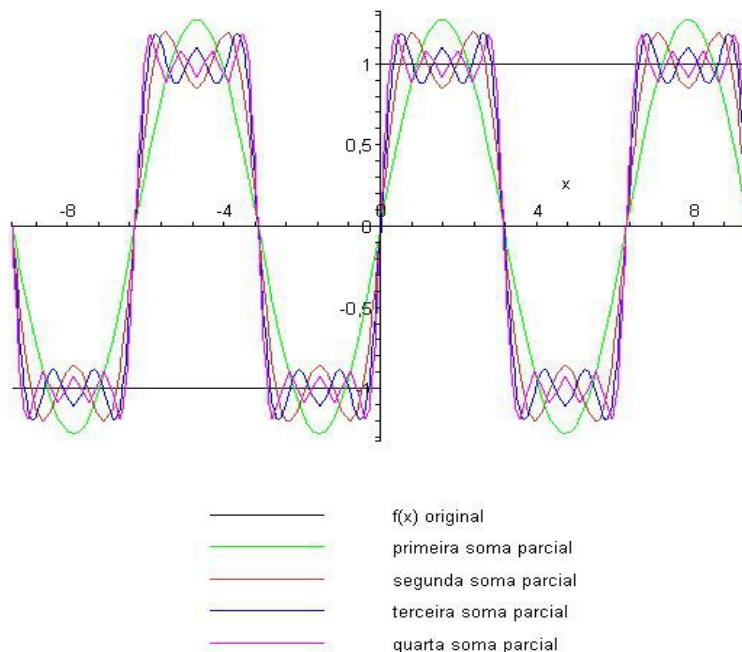 1
0,5
x
-8
-4
0
4
8
0
-0,5
-1
f(x) original
primeira soma parcial
segunda soma parcial
terceira soma parcial
quarta soma parcial